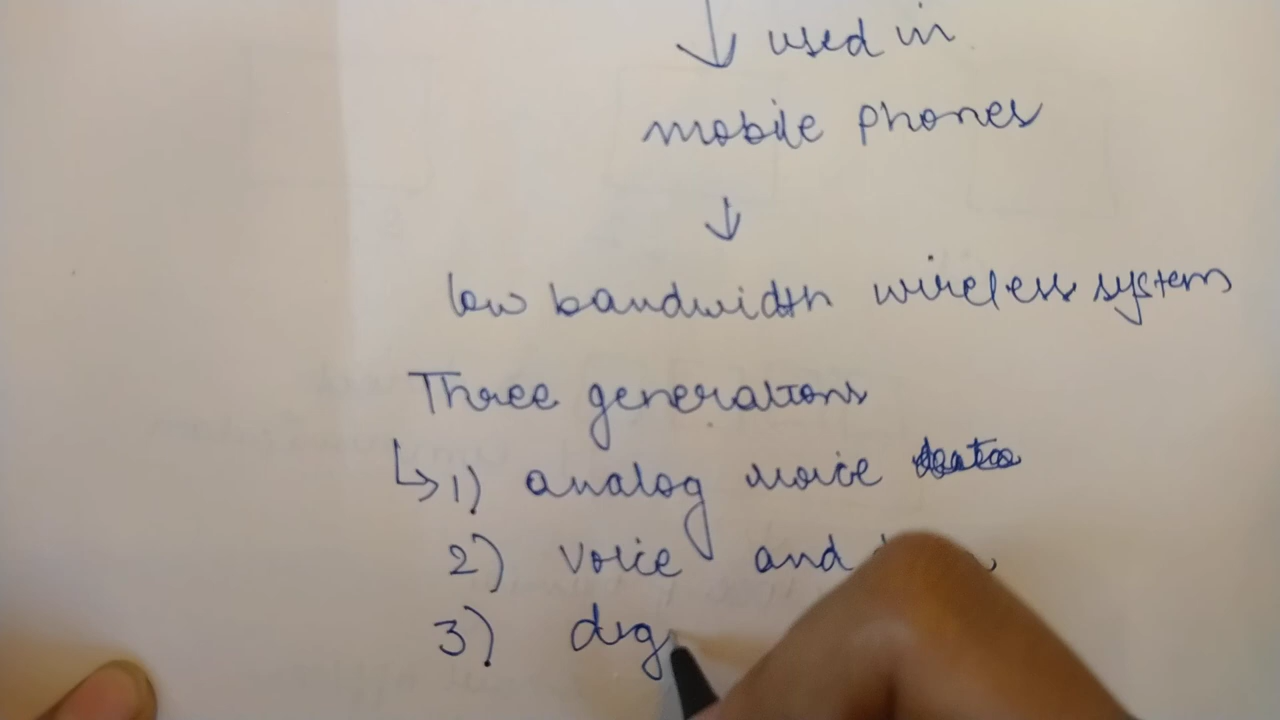 ↓ used in
mobile phones
↓
low bandwidth wireless system
Three generations
↳ 1) analog voice
2) voice and
3) dig